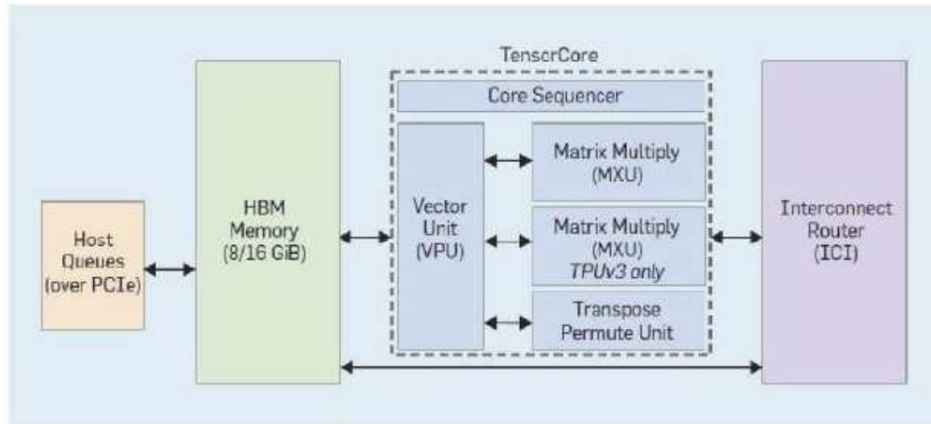 TensorCore
Core Sequencer
Host
Queues
(over PCIe)
HBM
Memory
(8/16 GiB)
Vector
Unit
(VPU)
Matrix Multiply
(MXU)
Matrix Multiply
(MXU)
TPUv3 only
Transpose
Permute Unit
Interconnect
Router
(ICI)